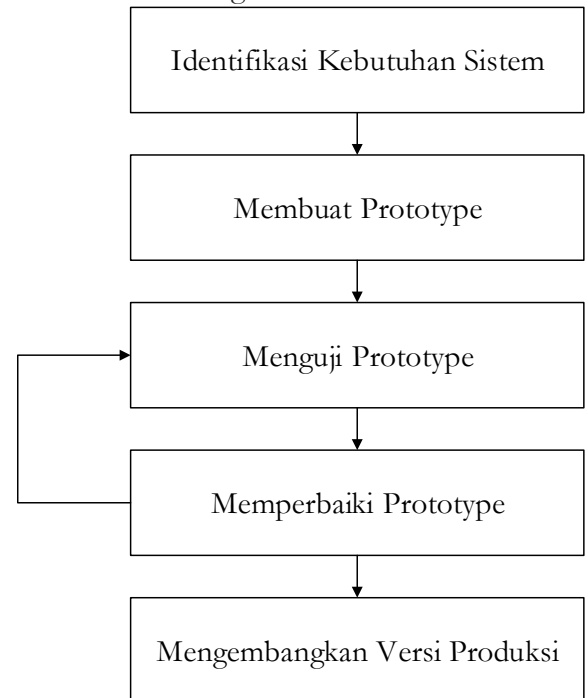 Identifikasi Kebutuhan Sistem
Membuat Prototype
Menguji Prototype
Memperbaiki Prototype
Mengembangkan Versi Produksi